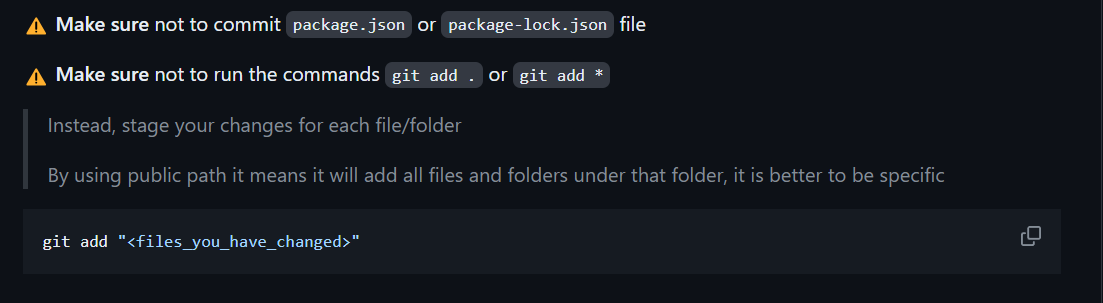 ⚠ Make sure not to commit package.json or package-lock.json file
⚠ Make sure not to run the commands git add . or git add *
Instead, stage your changes for each file/folder
By using public path it means it will add all files and folders under that folder, it is better to be specific
git add "<files_you_have_changed>"